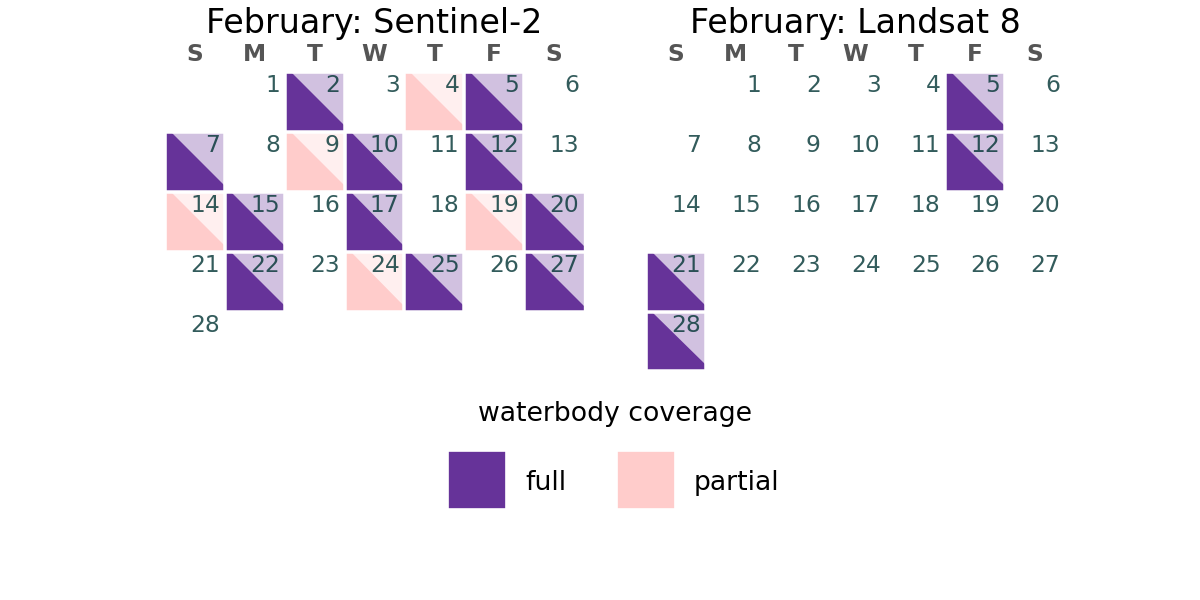 February: Sentinel-2
S M T W T F S
1 2 3 4 5 6
7 8 9 10 11 12 13
14 15 16 17 18 19 20
21 22 23 24 25 26 27
28
February: Landsat 8
S M T W T F S
1 2 3 4 5 6
7 8 9 10 11 12 13
14 15 16 17 18 19 20
21 22 23 24 25 26 27
28
waterbody coverage
full partial